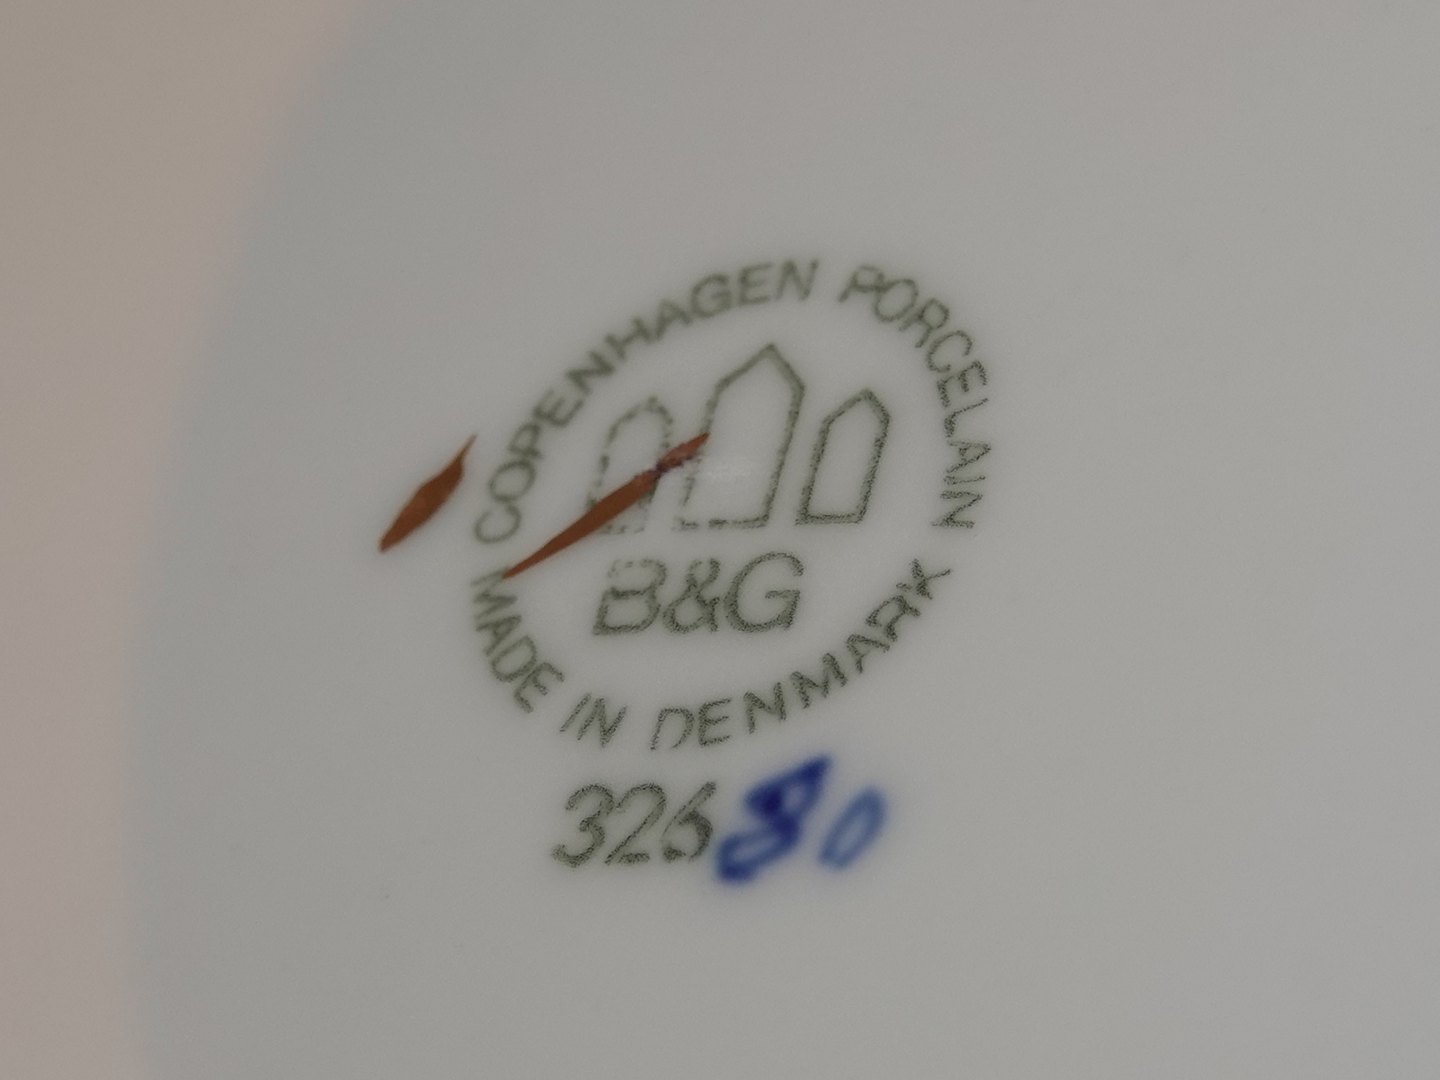 COPENHAGEN PORCELAIN
B&G
MADE IN DENMARK
326 80